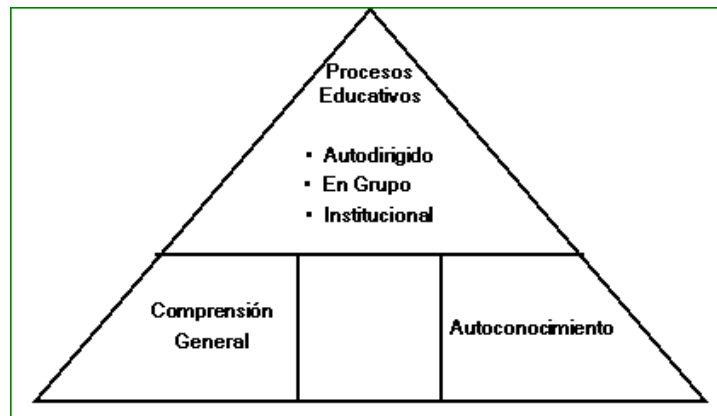 Procesos
Educativos
· Autodirigido
· En Grupo
· Institucional
Comprensión
General
Autoconocimiento